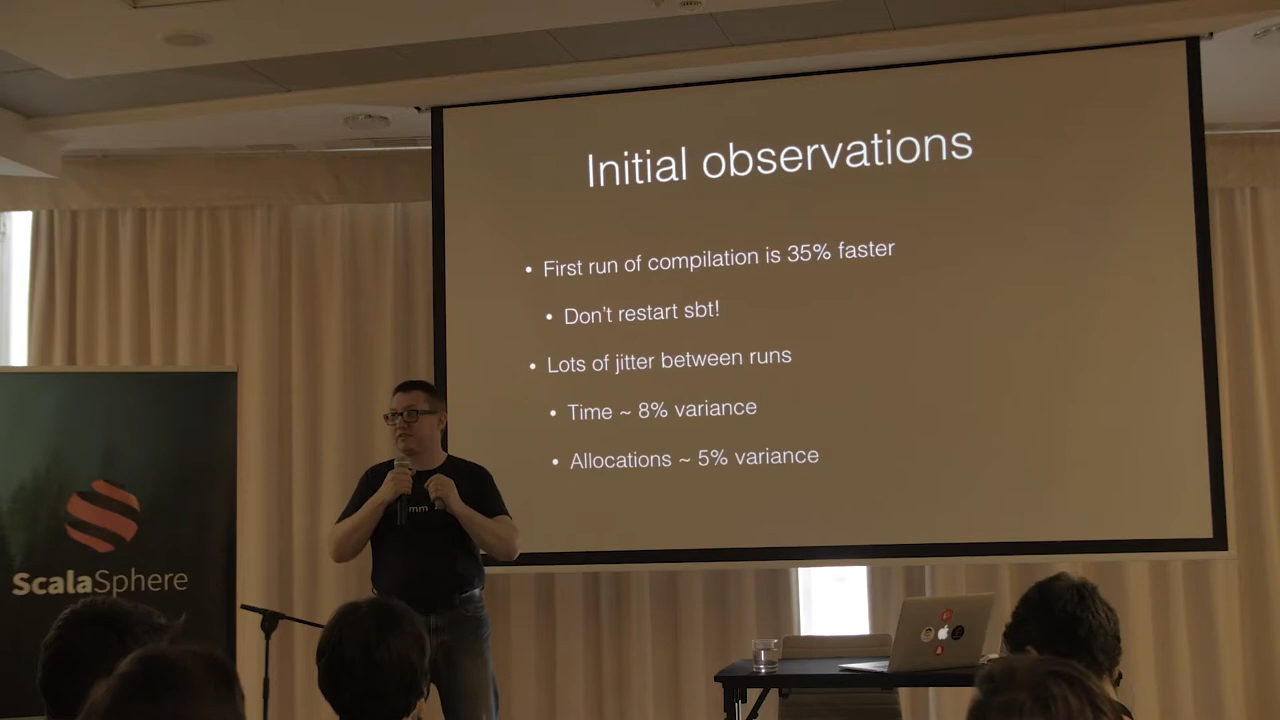 Initial observations
• First run of compilation is 35% faster
• Don't restart sbt!
• Lots of jitter between runs
• Time ~ 8% variance
• Allocations ~ 5% variance
mm
ScalaSphere